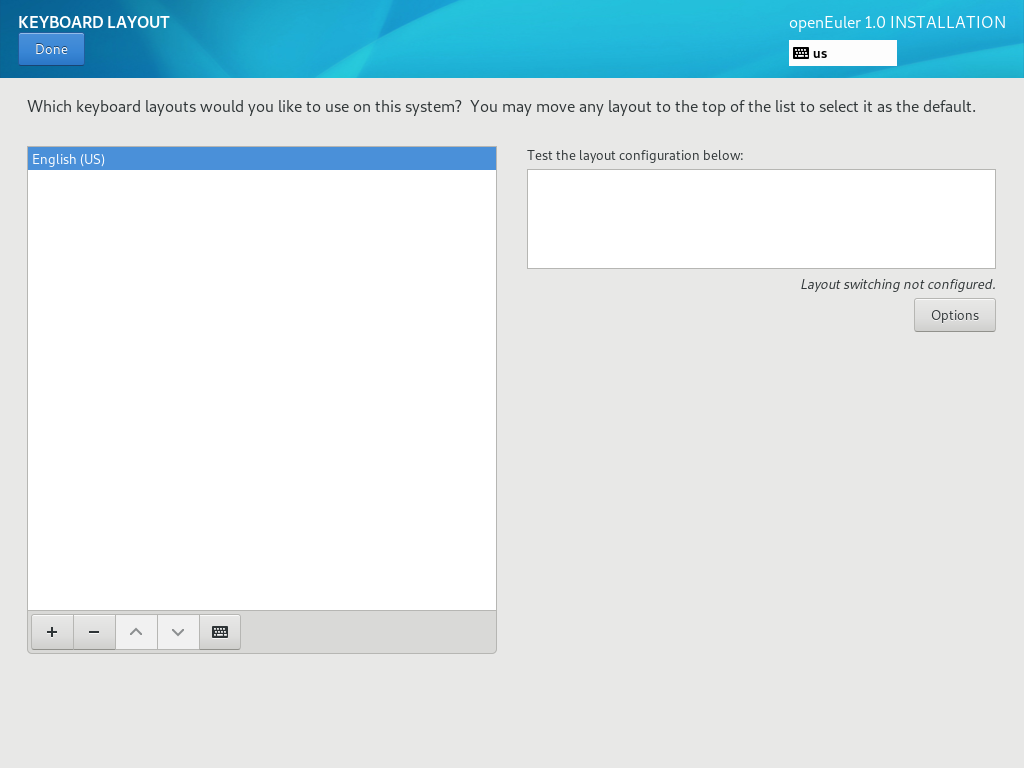 KEYBOARD LAYOUT
Done
openEuler 1.0 INSTALLATION
us
Which keyboard layouts would you like to use on this system?  You may move any layout to the top of the list to select it as the default.
English (US)
Test the layout configuration below:
Layout switching not configured.
Options